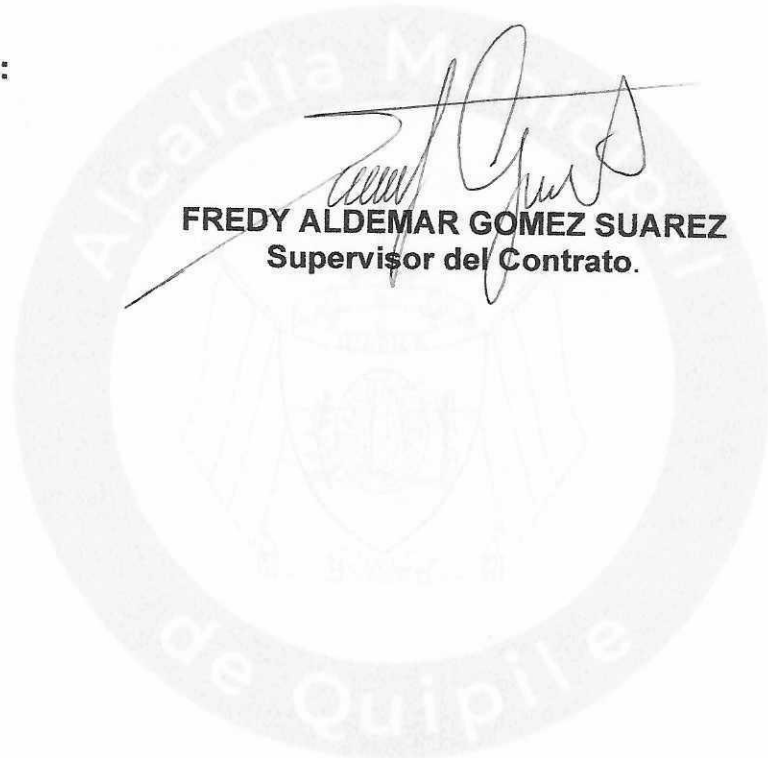 :
Alcaldía Municipal
FREDY ALDEMAR GOMEZ SUAREZ
Supervisor del Contrato.
de Quipile